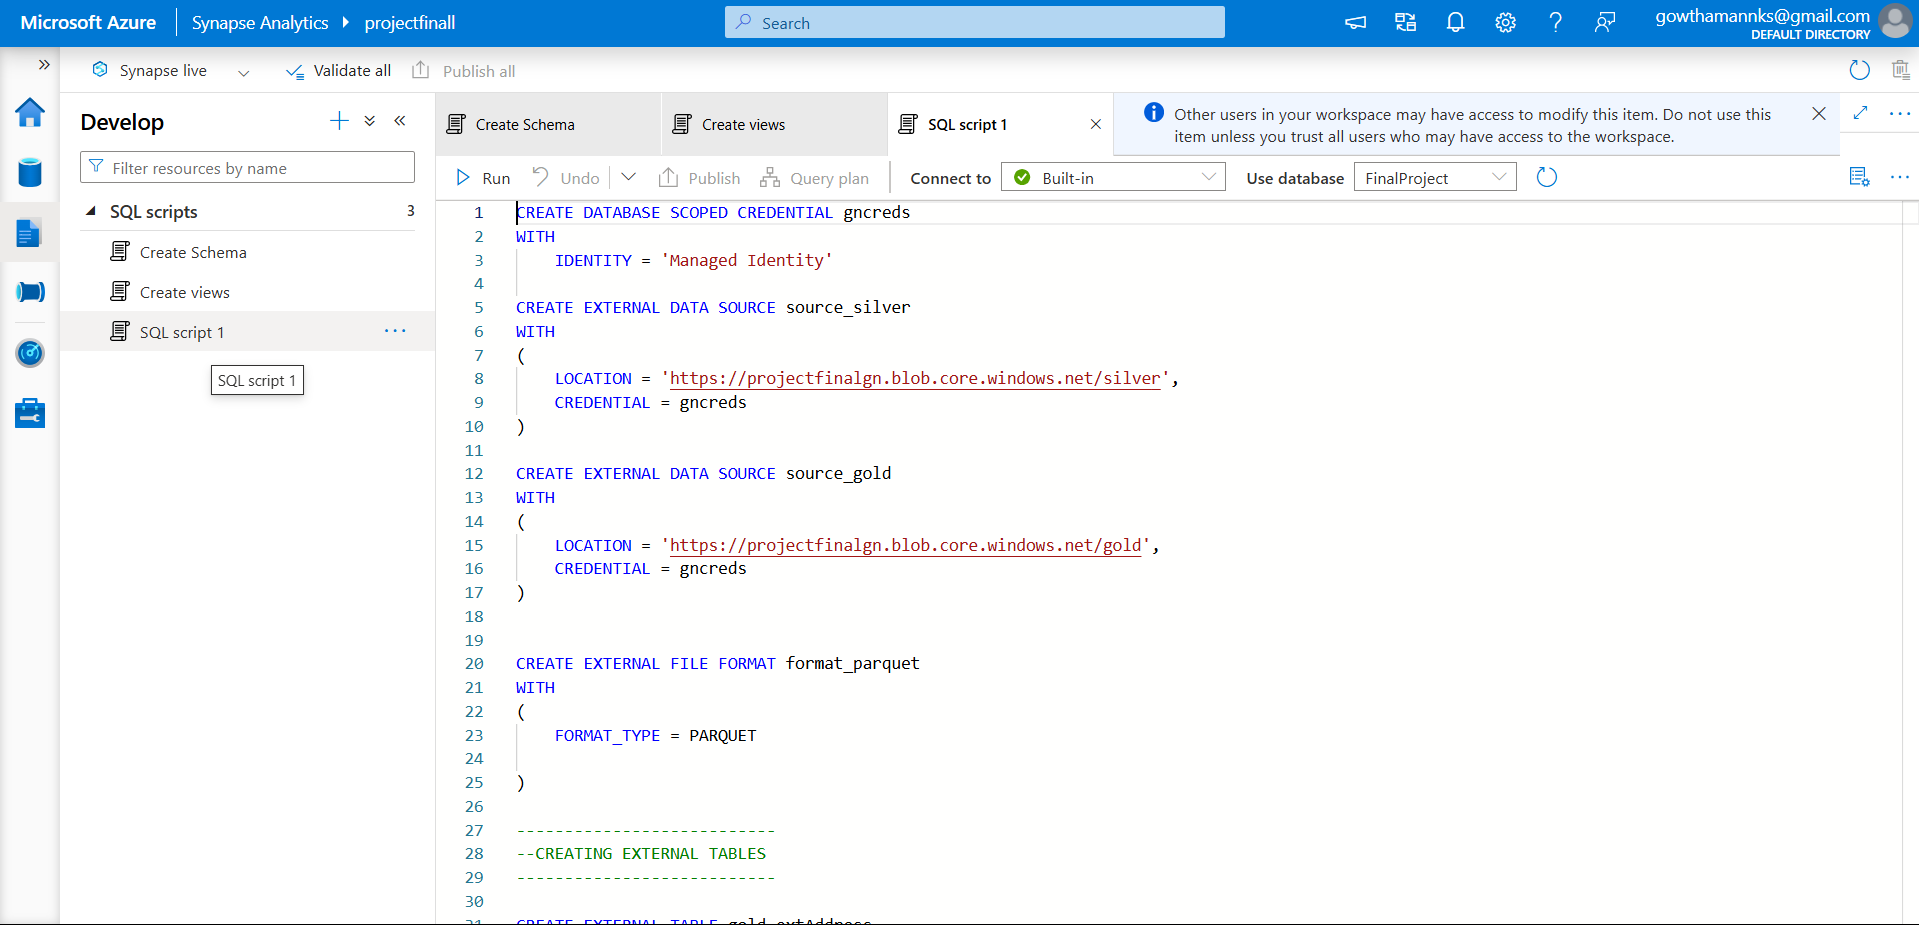 Microsoft Azure
Synapse Analytics
projectfinall
Search
gowthamannks@gmail.com
DEFAULT DIRECTORY
Synapse live
Validate all
Publish all
Develop
Filter resources by name
SQL scripts
3
Create Schema
Create views
SQL script 1
SQL script 1
Create Schema
Create views
SQL script 1
Other users in your workspace may have access to modify this item. Do not use this
item unless you trust all users who may have access to the workspace.
Run
Undo
Publish
Query plan
Connect to
Built-in
Use database
FinalProject
1 CREATE DATABASE SCOPED CREDENTIAL gncreds
2 WITH
3 IDENTITY = 'Managed Identity'
4
5 CREATE EXTERNAL DATA SOURCE source_silver
6 WITH
7 (
8 LOCATION = 'https://projectfinalgn.blob.core.windows.net/silver',
9 CREDENTIAL = gncreds
10 )
11
12 CREATE EXTERNAL DATA SOURCE source_gold
13 WITH
14 (
15 LOCATION = 'https://projectfinalgn.blob.core.windows.net/gold',
16 CREDENTIAL = gncreds
17 )
18
19
20 CREATE EXTERNAL FILE FORMAT format_parquet
21 WITH
22 (
23 FORMAT_TYPE = PARQUET
24
25 )
26
27 ---------------------------
28 --CREATING EXTERNAL TABLES
29 ---------------------------
30
31 CREATE EXTERNAL TABLE gold.extAddress